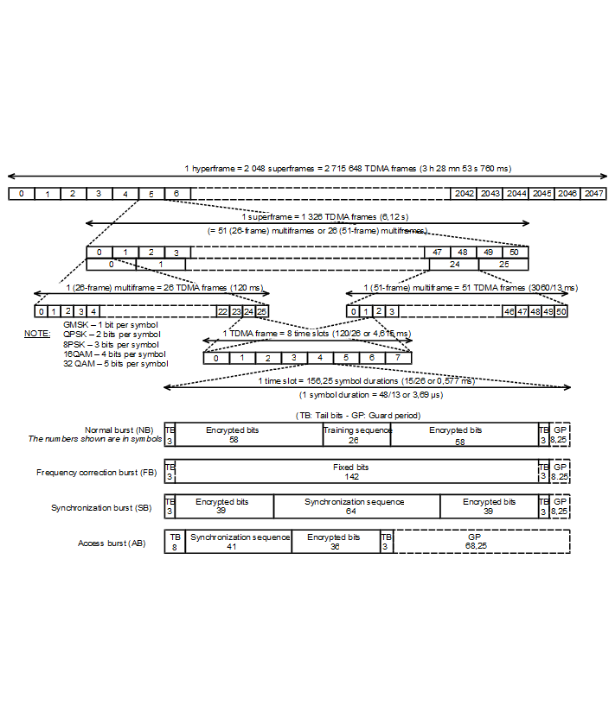 1 hyperframe = 2 048 superframes = 2 715 648 TDMA frames (3 h 28 mn 53 s 760 ms)
0 1 2 3 4 5 6 2042 2043 2044 2045 2046 2047
1 superframe = 1 326 TDMA frames (6,12 s)
(= 51 (26-frame) multiframes or 26 (51-frame) multiframes)
0 1 2 3 47 48 49 50
0 1 24 25
1 (26-frame) multiframe = 26 TDMA frames (120 ms) 1 (51-frame) multiframe = 51 TDMA frames (3060/13 ms)
0 1 2 3 4 22 23 24 25 0 1 2 3 46 47 48 49 50
NOTE: GMSK – 1 bit per symbol
QPSK – 2 bits per symbol
8PSK – 3 bits per symbol
16QAM – 4 bits per symbol
32 QAM – 5 bits per symbol
1 TDMA frame = 8 time slots (120/26 or 4,615 ms)
0 1 2 3 4 5 6 7
1 time slot = 156,25 symbol durations (15/26 or 0,577 ms)
(1 symbol duration = 48/13 or 3,69 µs)
(TB: Tail bits - GP: Guard period)
Normal burst (NB) TB Encrypted bits Training sequence Encrypted bits TB GP
The numbers shown are in symbols 3 58 26 58 3 8,25
Frequency correction burst (FB) TB Fixed bits TB GP
3 142 3 8,25
Synchronization burst (SB) TB Encrypted bits Synchronization sequence Encrypted bits TB GP
3 39 64 39 3 8,25
Access burst (AB) TB Synchronization sequence Encrypted bits TB GP
8 41 36 3 68,25